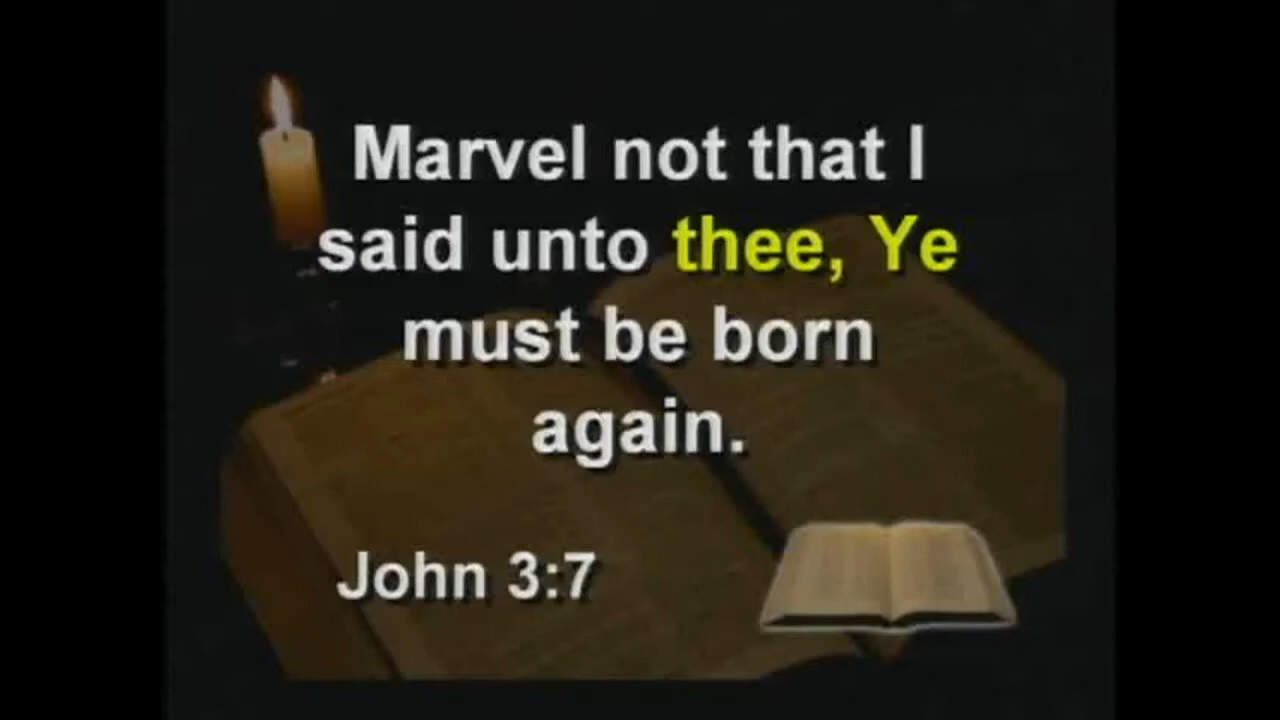 Marvel not that I
said unto thee, Ye
must be born
again.
John 3:7